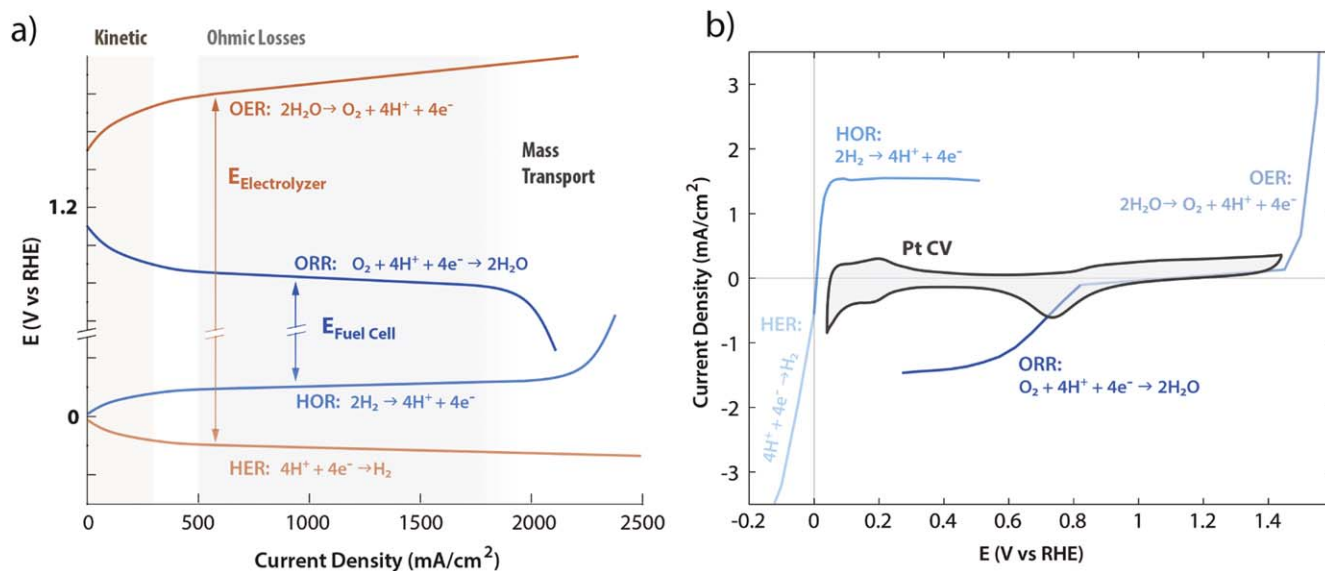 a)
Kinetic
Ohmic Losses
OER: 2H₂O→ O₂ + 4H⁺ + 4e⁻
E_Electrolyzer
Mass
Transport
1.2
ORR: O₂ + 4H⁺ + 4e⁻ → 2H₂O
E_Fuel Cell
E (V vs RHE)
HOR: 2H₂ → 4H⁺ + 4e⁻
0
HER: 4H⁺ + 4e⁻ →H₂
0
500
1000
1500
2000
2500
Current Density (mA/cm²)
b)
3
2
1
0
-1
-2
-3
Current Density (mA/cm²)
HOR:
2H₂ → 4H⁺ + 4e⁻
OER:
2H₂O→ O₂ + 4H⁺ + 4e⁻
Pt CV
HER:
4H⁺ + 4e⁻ →H₂
ORR:
O₂ + 4H⁺ + 4e⁻ → 2H₂O
-0.2
0
0.2
0.4
0.6
0.8
1
1.2
1.4
E (V vs RHE)